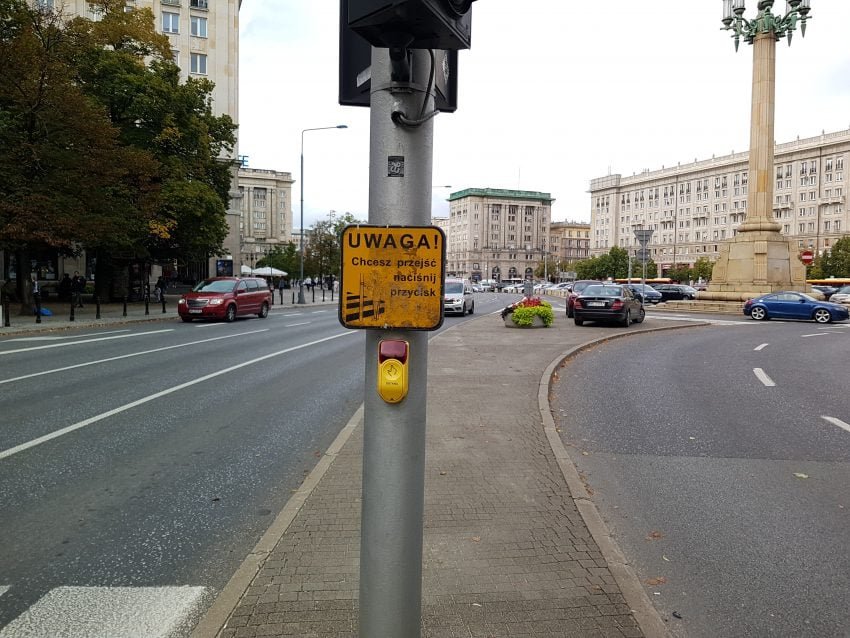 UWAGA!
Chcesz przejść
naciśnij
przycisk